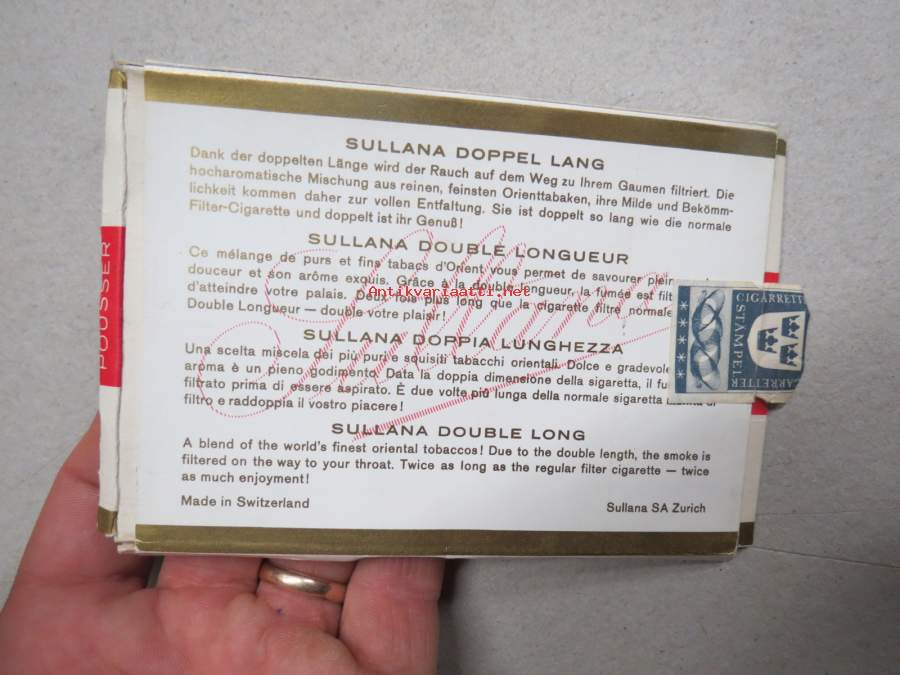 SULLANA DOPPEL LANG
Dank der doppelten Länge wird der Rauch auf dem Weg zu Ihrem Gaumen filtriert. Die
hocharomatische Mischung aus reinen, feinsten Orienttabaken, ihre Milde und Bekömm-
lichkeit kommen daher zur vollen Entfaltung. Sie ist doppelt so lang wie die normale
Filter-Cigarette und doppelt ist ihr Genuß!
SULLANA DOUBLE LONGUEUR
Ce mélange de purs et fins tabacs d'Orient vous permet de savourer
douceur et son arôme exquis. Grâce à la double longueur, la fumée est
d'atteindre votre palais. Deux fois plus long que la cigarette filtre
Double Longueur — double votre plaisir!
SULLANA DOPPIA LUNGHEZZA
Una scelta miscela dei più puri e squisiti tabacchi orientali. Dolce e
aroma è un pieno godimento. Data la doppia dimensione della sigaretta, il
filtrato prima di essere aspirato. È due volte più lunga della normale sigaretta
filtro e raddoppia il vostro piacere!
SULLANA DOUBLE LONG
A blend of the world's finest oriental tobaccos! Due to the double length, the smoke is
filtered on the way to your throat. Twice as long as the regular filter cigarette — twice
as much enjoyment!
Made in Switzerland
Sullana SA Zurich
Sullana
POUSSER
STAMPEL
Antikvariaatti.net